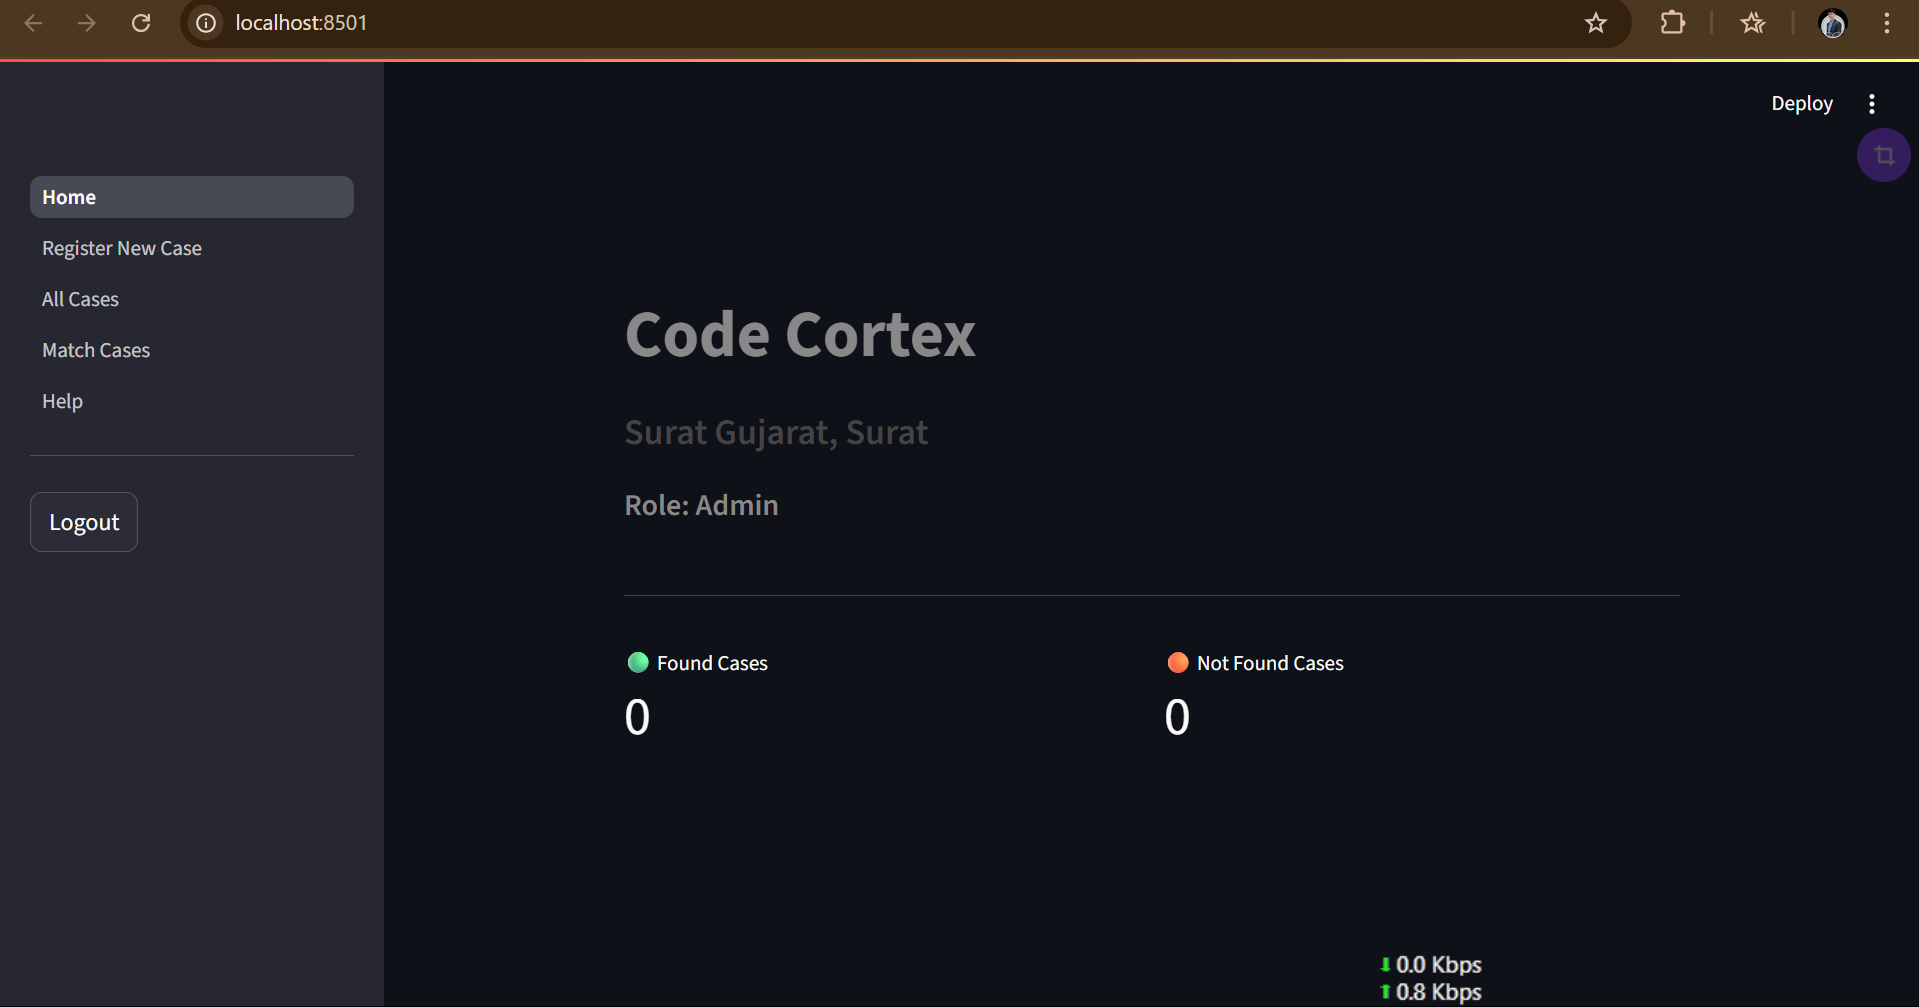 localhost:8501
Deploy
Home
Register New Case
All Cases
Match Cases
Help
Logout
Code Cortex
Surat Gujarat, Surat
Role: Admin
Found Cases
0
Not Found Cases
0
0.0 Kbps
0.8 Kbps